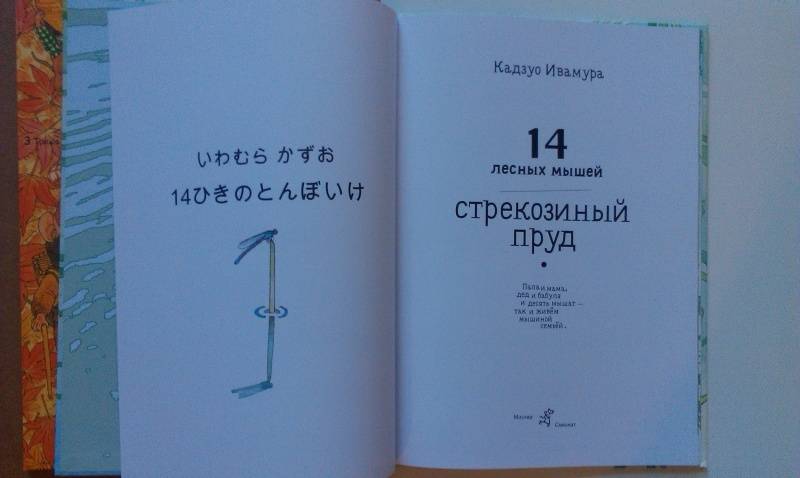 いわむら かずお
14ひきのとんぼいけ
Кадзуо Ивамура
14
лесных мышей
стрекозиный
пруд
Папа и мама,
дед и бабуля
и десять мышат —
так и живём
мышиной
семьёй.
Москва
Самокат